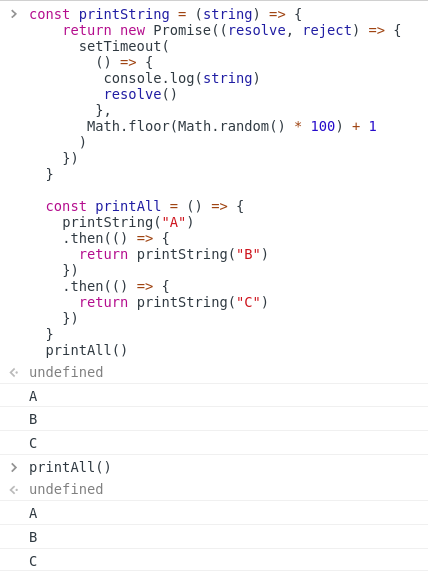 const printString = (string) => {
return new Promise((resolve, reject) => {
setTimeout(
() => {
console.log(string)
resolve()
},
Math.floor(Math.random() * 100) + 1
)
})
}
const printAll = () => {
printString("A")
.then(() => {
return printString("B")
})
.then(() => {
return printString("C")
})
}
printAll()
undefined
A
B
C
printAll()
undefined
A
B
C